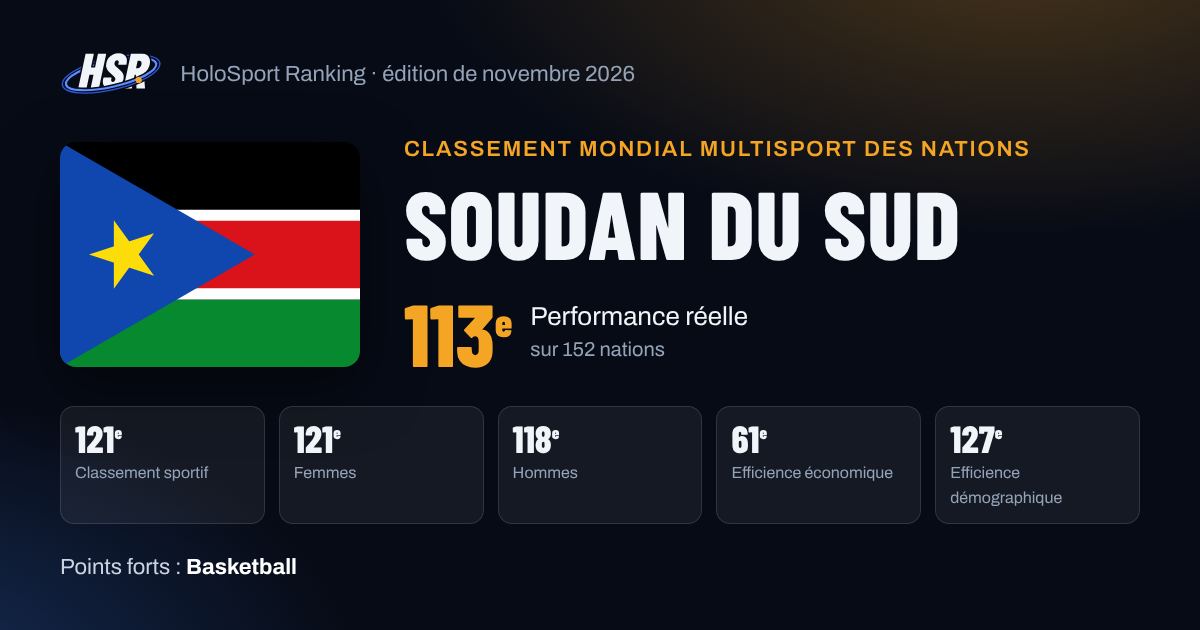 HSR
HoloSport Ranking · édition de novembre 2026
CLASSEMENT MONDIAL MULTISPORT DES NATIONS
SOUDAN DU SUD
113e
Performance réelle
sur 152 nations
121e
Classement sportif
121e
Femmes
118e
Hommes
61e
Efficience économique
127e
Efficience
démographique
Points forts : Basketball